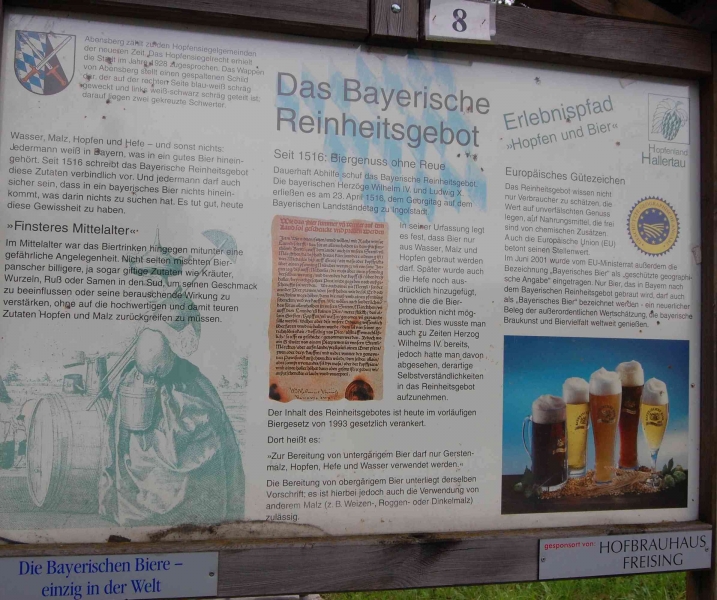 8
Abensberg zählt zu den Hopfensiegelgemeinden
der neueren Zeit. Das Hopfensiegelrecht erhielt
die Stadt im Jahre 1928 zugesprochen. Das Wappen
von Abensberg stellt einen gespaltenen Schild
dar, der auf der rechten Seite blau-weiß schräg
geweckt und links weiß-schwarz schräg geteilt ist,
darauf liegen zwei gekreuzte Schwerter.
Wasser, Malz, Hopfen und Hefe – und sonst nichts:
Jedermann weiß in Bayern, was in ein gutes Bier hinein-
gehört. Seit 1516 schreibt das Bayerische Reinheitsgebot
diese Zutaten verbindlich vor. Und jedermann darf auch
sicher sein, dass in ein bayerisches Bier nichts hinein-
kommt, was darin nichts zu suchen hat. Es tut gut, heute
diese Gewissheit zu haben.
»Finsteres Mittelalter«
Im Mittelalter war das Biertrinken hingegen mitunter eine
gefährliche Angelegenheit. Nicht selten mischten Bier-
panscher billigere, ja sogar giftige Zutaten wie Kräuter,
Wurzeln, Ruß oder Samen in den Sud, um seinen Geschmack
zu beeinflussen oder seine berauschende Wirkung zu
verstärken, ohne auf die hochwertigen und damit teuren
Zutaten Hopfen und Malz zurückgreifen zu müssen.
Das Bayerische
Reinheitsgebot
Seit 1516: Biergenuss ohne Reue
Dauerhaft Abhilfe schuf das Bayerische Reinheitsgebot.
Die bayerischen Herzöge Wilhelm IV. und Ludwig X.
erließen es am 23. April 1516, dem Georgitag auf dem
Bayerischen Landständetag zu Ingolstadt.
In seiner Urfassung legt
es fest, dass Bier nur
aus Wasser, Malz und
Hopfen gebraut werden
darf. Später wurde auch
die Hefe noch aus-
drücklich hinzugefügt,
ohne die die Bier-
produktion nicht mög-
lich ist. Dies wusste man
auch zu Zeiten Herzog
Wilhelms IV. bereits,
jedoch hatte man davon
abgesehen, derartige
Selbstverständlichkeiten
in das Reinheitsgebot
aufzunehmen.
Der Inhalt des Reinheitsgebotes ist heute im vorläufigen
Biergesetz von 1993 gesetzlich verankert.
Dort heißt es:
»Zur Bereitung von untergärigem Bier darf nur Gersten-
malz, Hopfen, Hefe und Wasser verwendet werden.«
Die Bereitung von obergärigem Bier unterliegt derselben
Vorschrift; es ist hierbei jedoch auch die Verwendung von
anderem Malz (z. B. Weizen-, Roggen- oder Dinkelmalz)
zulässig.
Erlebnispfad
»Hopfen und Bier«
Hopfenland
Hallertau
Europäisches Gütezeichen
Das Reinheitsgebot wissen nicht
nur Verbraucher zu schätzen, die
Wert auf unverfälschten Genuss
legen, auf Nahrungsmittel, die frei
sind von chemischen Zusätzen.
Auch die Europäische Union (EU)
betont seinen Stellenwert.
Im Juni 2001 wurde vom EU-Ministerrat außerdem die
Bezeichnung „Bayerisches Bier“ als „geschützte geographi-
sche Angabe“ eingetragen. Nur Bier, das in Bayern nach
dem Bayerischen Reinheitsgebot gebraut wird, darf auch
als „Bayerisches Bier“ bezeichnet werden - ein neuerlicher
Beleg der außerordentlichen Wertschätzung, die bayerische
Braukunst und Biervielfalt weltweit genießen.
Die Bayerischen Biere –
einzig in der Welt
gesponsert von:
HOFBRAUHAUS
FREISING